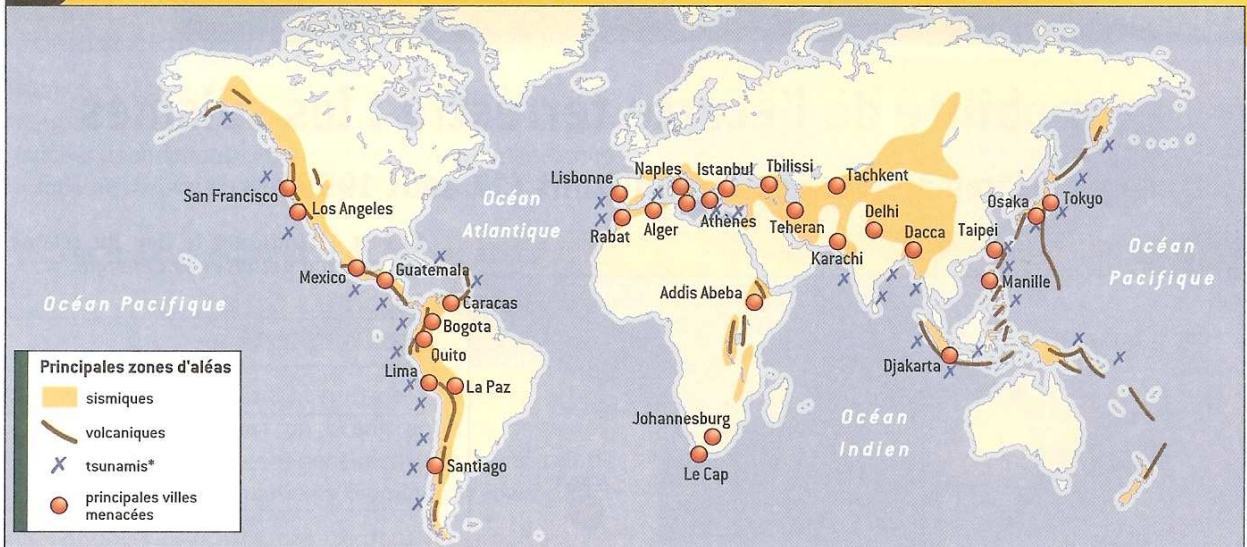 San Francisco
Los Angeles
Mexico
Guatemala
Caracas
Bogota
Quito
Lima
La Paz
Santiago
Océan Pacifique
Océan
Atlantique
Lisbonne
Naples
Istanbul
Tbilissi
Tachkent
Rabat
Alger
Athènes
Teheran
Delhi
Dacca
Karachi
Taipei
Osaka
Tokyo
Manille
Addis Abeba
Djakarta
Johannesburg
Le Cap
Océan
Indien
Océan
Pacifique
Principales zones d'aléas
sismiques
volcaniques
tsunamis*
principales villes
menacées